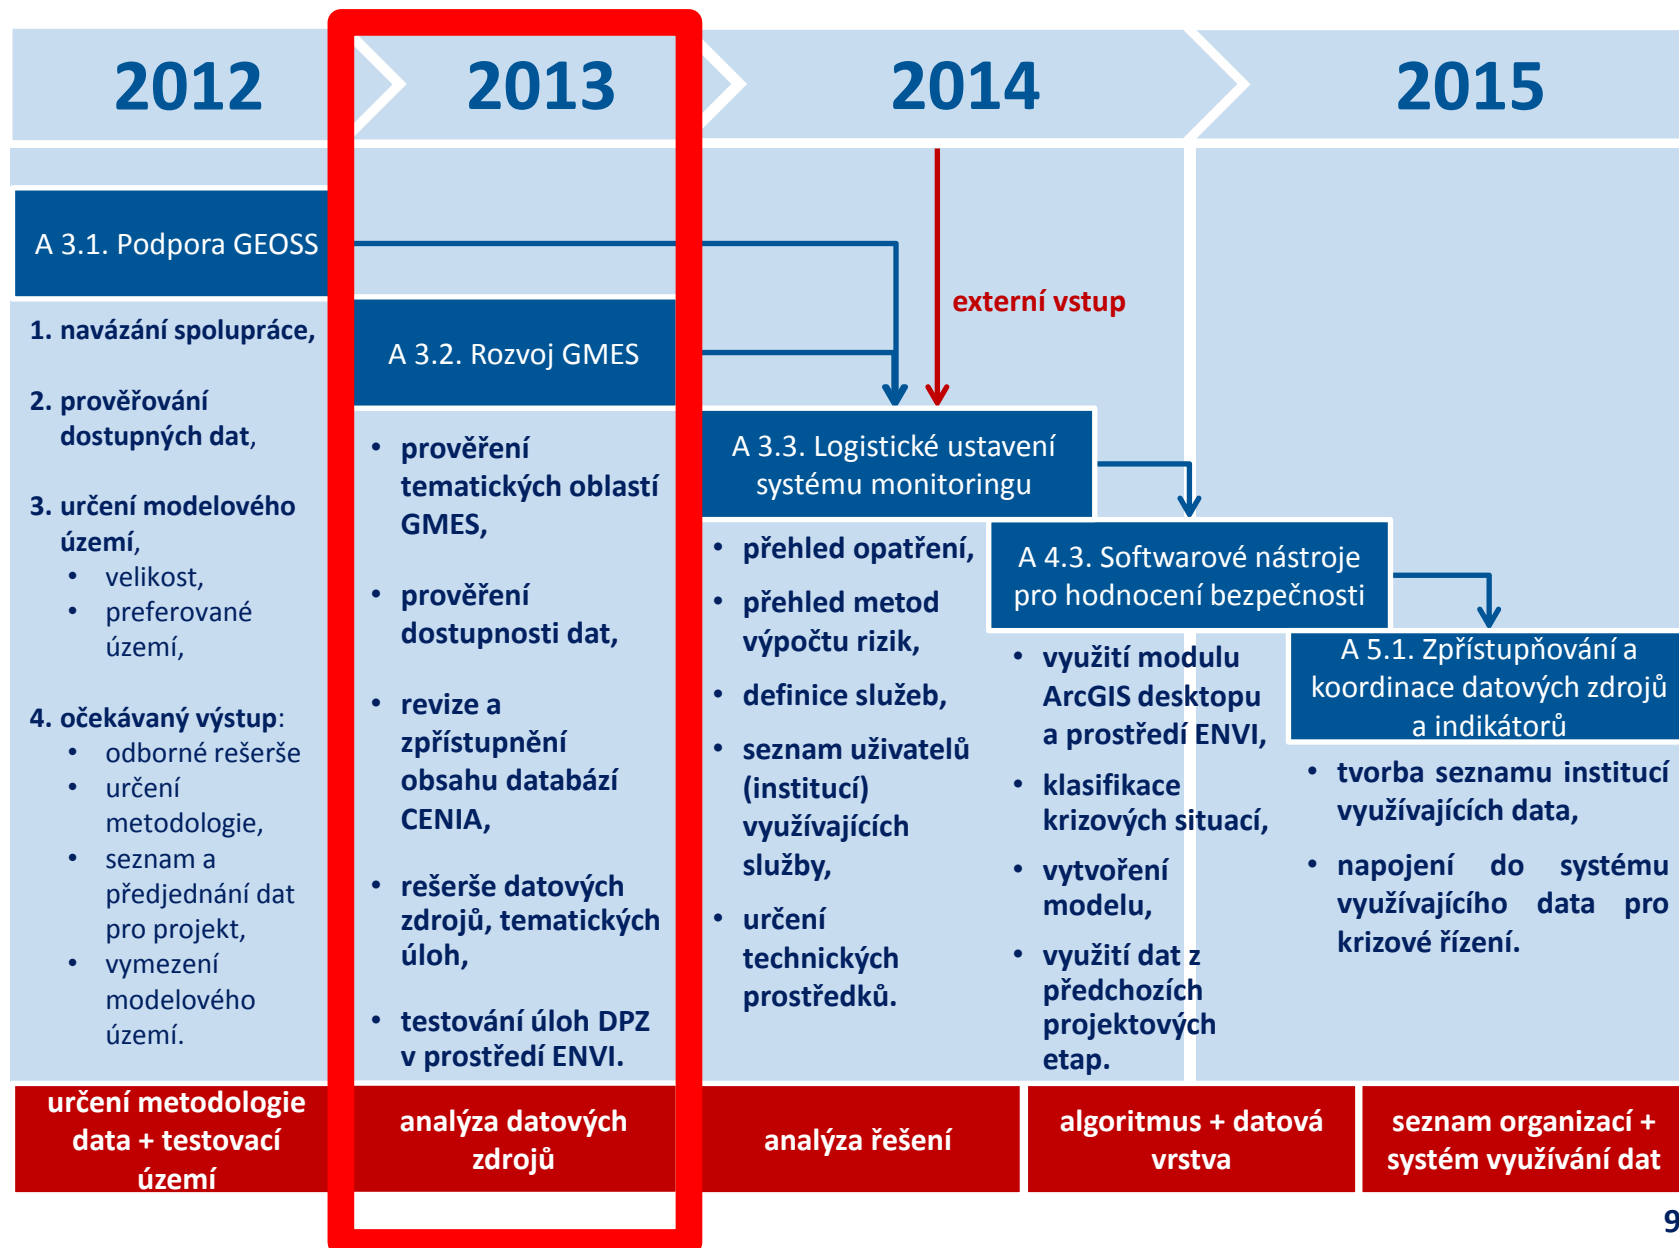 2012
2013
2014
2015
A 3.1. Podpora GEOSS
1. navázání spolupráce,
2. prověřování
dostupných dat,
3. určení modelového
území,
• velikost,
• preferované
území,
4. očekávaný výstup:
• odborné rešerše
• určení
metodologie,
• seznam a
předjednání dat
pro projekt,
• vymezení
modelového
území.
A 3.2. Rozvoj GMES
• prověření
tematických oblastí
GMES,
• prověření
dostupnosti dat,
• revize a
zpřístupnění
obsahu databází
CENIA,
• rešerše datových
zdrojů, tematických
úloh,
• testování úloh DPZ
v prostředí ENVI.
externí vstup
A 3.3. Logistické ustavení
systému monitoringu
• přehled opatření,
• přehled metod
výpočtu rizik,
• definice služeb,
• seznam uživatelů
(institucí)
využívajících
služby,
• určení
technických
prostředků.
A 4.3. Softwarové nástroje
pro hodnocení bezpečnosti
• využití modulu
ArcGIS desktopu
a prostředí ENVI,
• klasifikace
krizových situací,
• vytvoření
modelu,
• využití dat z
předchozích
projektových
etap.
A 5.1. Zpřístupňování a
koordinace datových zdrojů
a indikátorů
• tvorba seznamu institucí
využívajících data,
• napojení do systému
využívajícího data pro
krizové řízení.
určení metodologie
data + testovací
území
analýza datových
zdrojů
analýza řešení
algoritmus + datová
vrstva
seznam organizací +
systém využívání dat
9